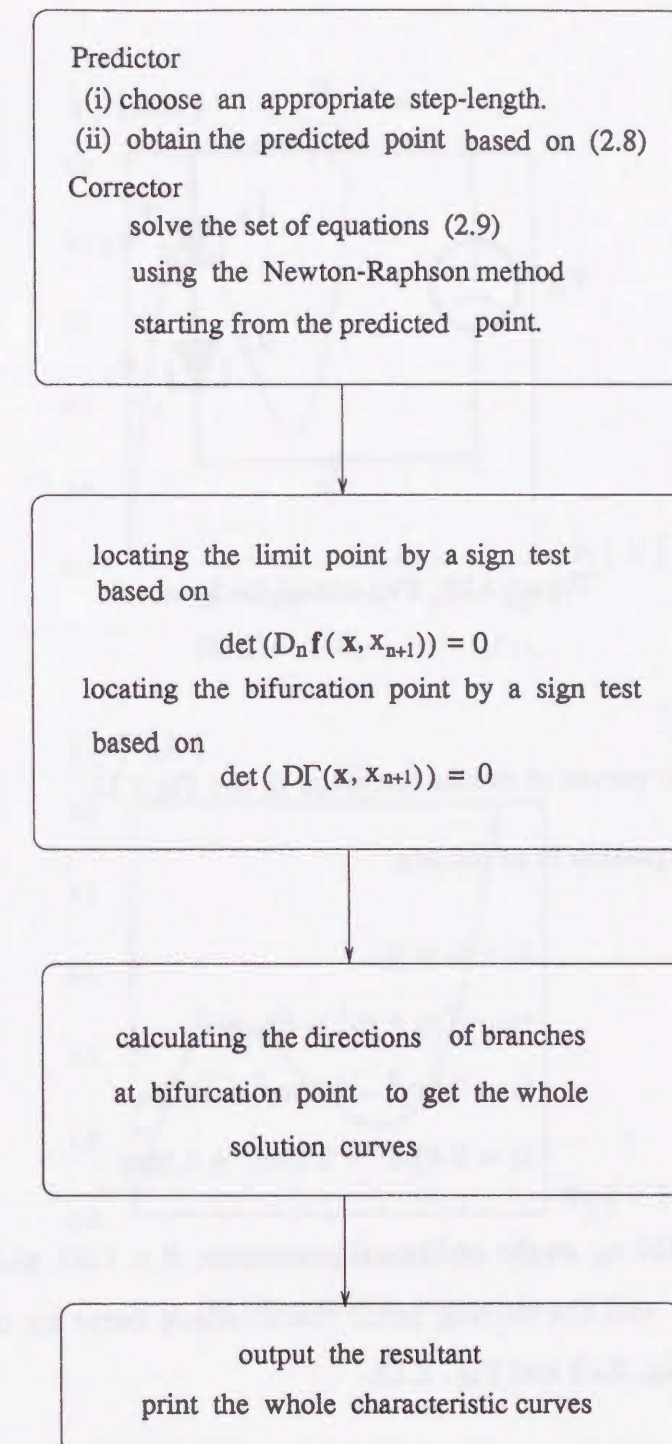 Predictor
(i) choose an appropriate step-length.
(ii) obtain the predicted point based on (2.8)
Corrector
solve the set of equations (2.9)
using the Newton-Raphson method
starting from the predicted point.
locating the limit point by a sign test
based on
det (Dₙf(x, xₙ₊₁)) = 0
locating the bifurcation point by a sign test
based on
det ( DΓ(x, xₙ₊₁)) = 0
calculating the directions of branches
at bifurcation point to get the whole
solution curves
output the resultant
print the whole characteristic curves